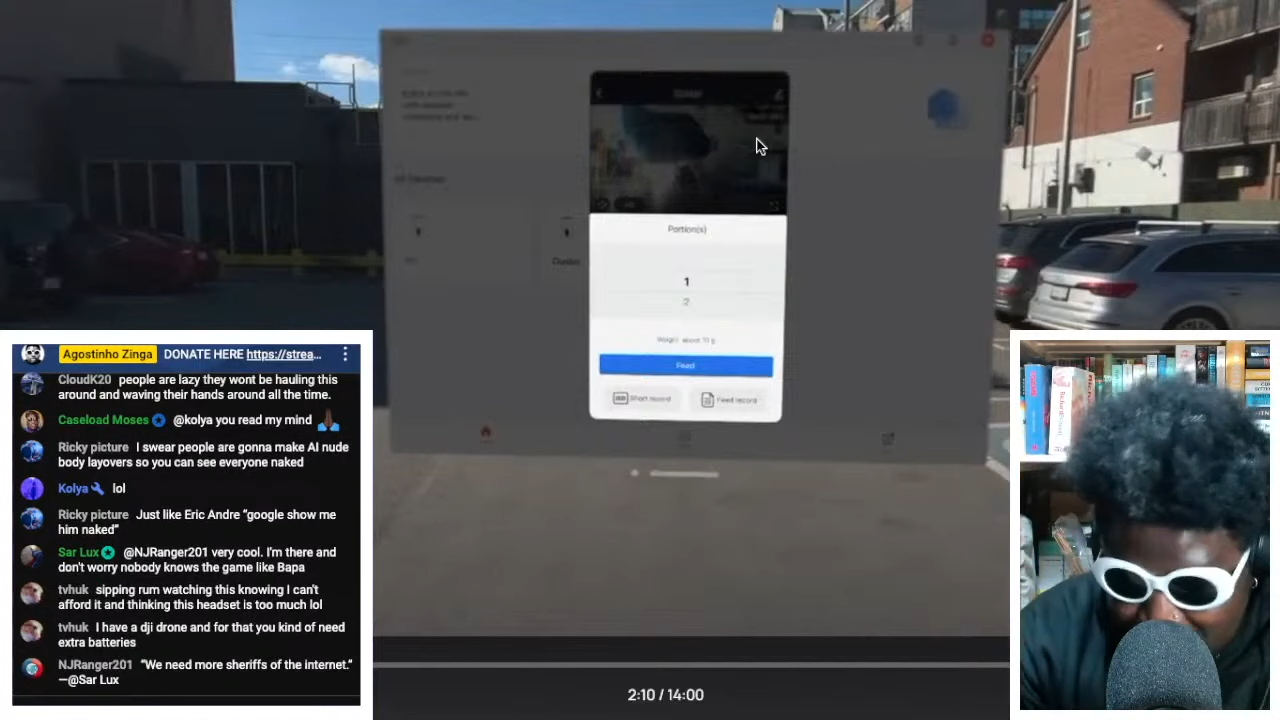 Portion(s)
1
2
Weight about
Feed
Short record
Feed record
Agostinho Zinga DONATE HERE https://strea...
CloudK20 people are lazy they wont be hauling this
around and waving their hands around all the time.
Caseload Moses @kolya you read my mind
Ricky picture I swear people are gonna make AI nude
body layovers so you can see everyone naked
Kolya lol
Ricky picture Just like Eric Andre “google show me
him naked”
Sar Lux @NJRanger201 very cool. I'm there and
don't worry nobody knows the game like Bapa
tvhuk sipping rum watching this knowing I can't
afford it and thinking this headset is too much lol
tvhuk I have a dji drone and for that you kind of need
extra batteries
NJRanger201 “We need more sheriffs of the internet.”
—@Sar Lux
2:10 / 14:00